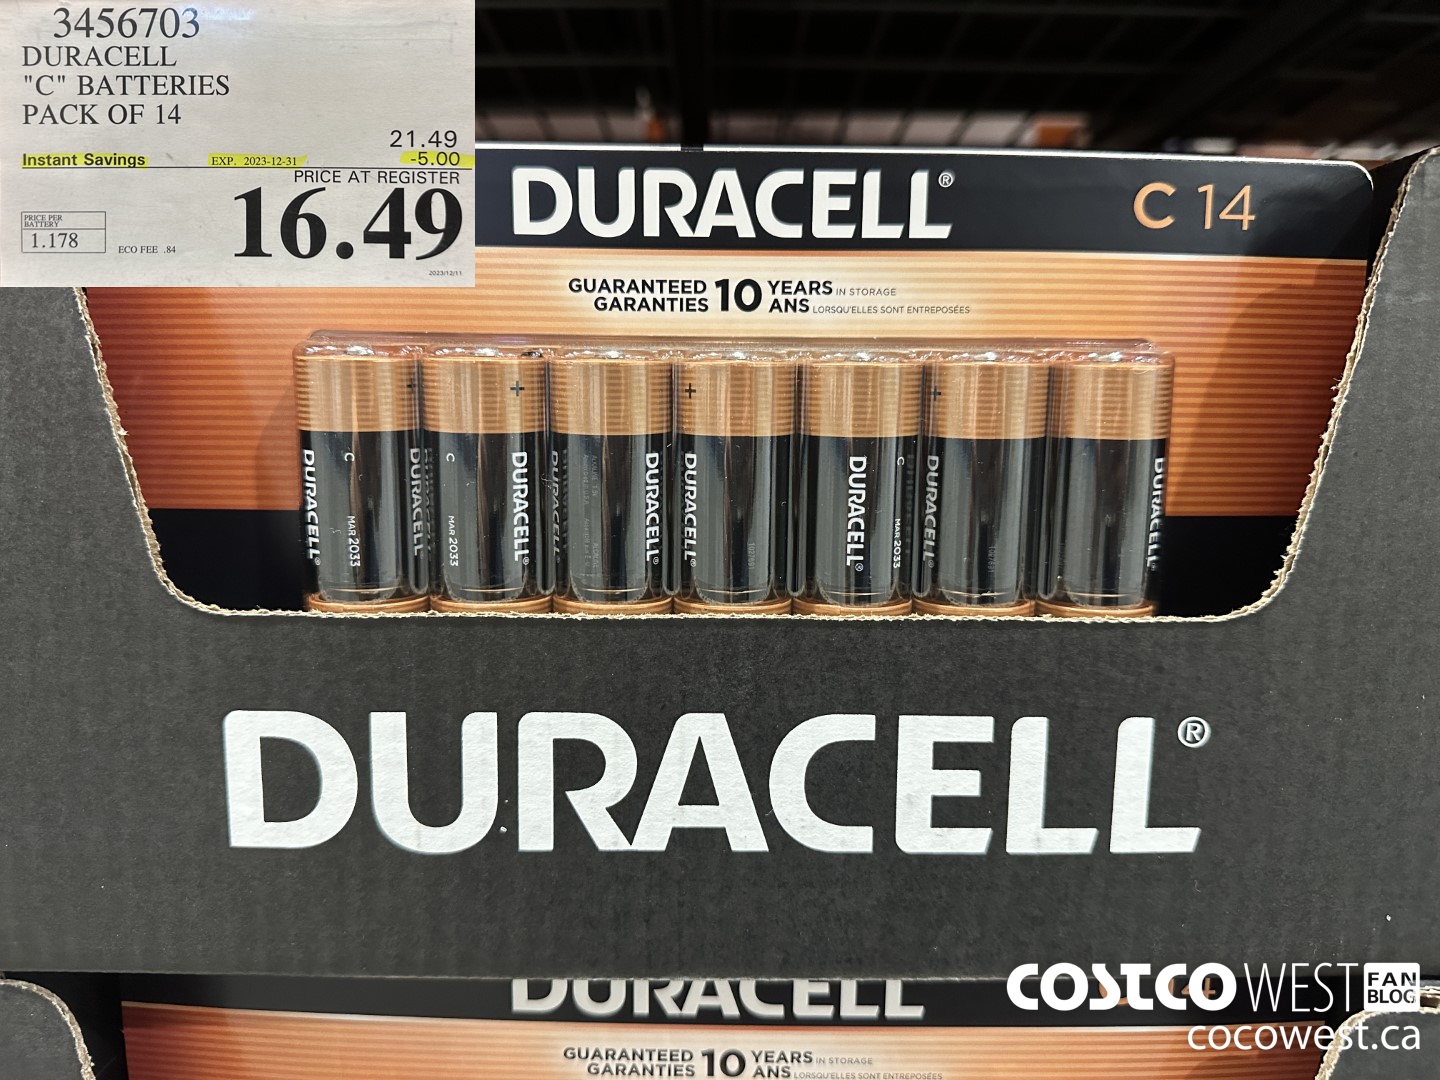 3456703
DURACELL
"C" BATTERIES
PACK OF 14
21.49
Instant Savings EXP. 2023-12-31 -5.00
PRICE AT REGISTER
16.49
PRICE PER
BATTERY
1.178
ECO FEE .84
2023/12/11
DURACELL® C 14
GUARANTEED 10 YEARS IN STORAGE
GARANTIES ANS LORSQU'ELLES SONT ENTREPOSÉES
+ + + +
DURACELL® C MAR 2033
DURACELL C MAR 2033
DURACELL®
DURACELL®
DURACELL
DURACELL® C MAR 2033
DURACELL®
DURACELL®
DURACELL®
DURACELL C 14
GUARANTEED 10 YEARS IN STORAGE
GARANTIES ANS LORSQU'ELLES SONT ENTREPOSÉES
COSTCO WEST FAN
BLOG
cocowest.ca